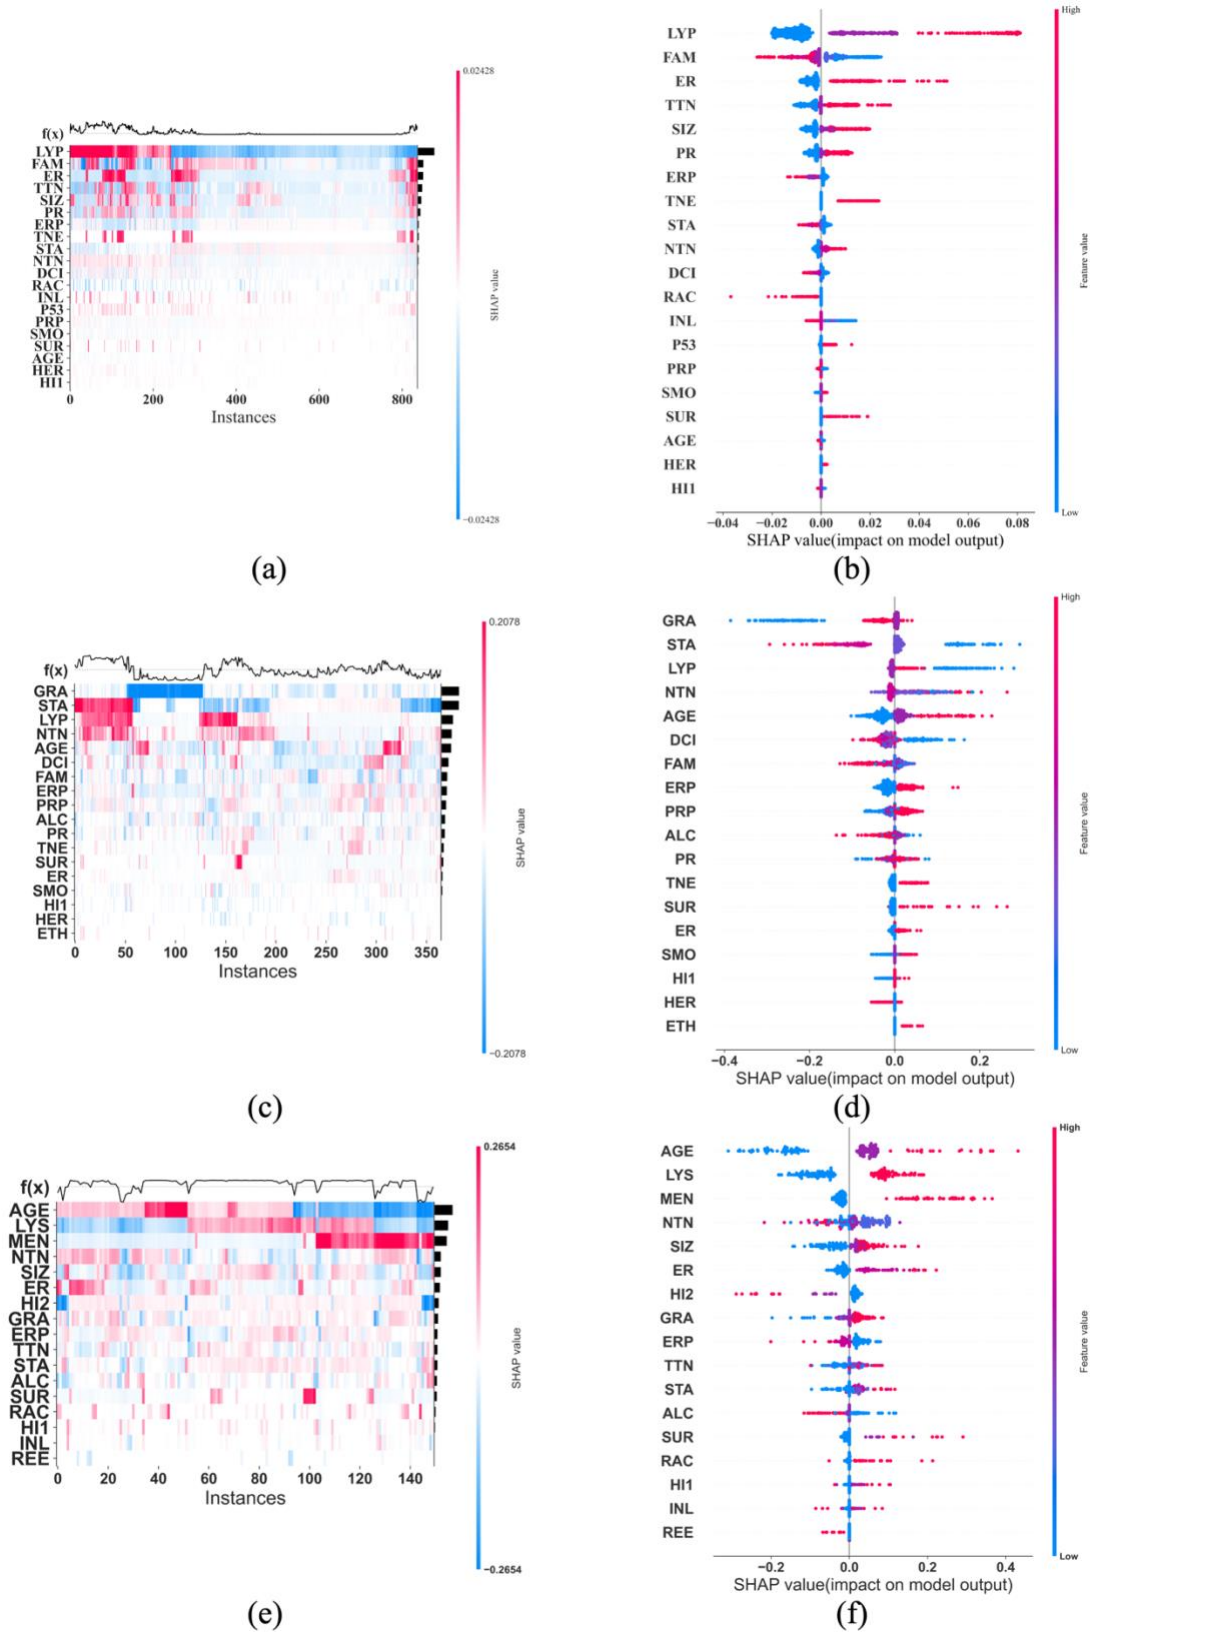 0.02428
f(x)
LYP
FAM
ER
TTN
SIZ
PR
ERP
TNE
STA
NTN
DCI
RAC
INL
P53
PRP
SMO
SUR
AGE
HER
HI1
0 200 400 600 800
Instances
SHAP value
−0.02428
(a)
High
LYP
FAM
ER
TTN
SIZ
PR
ERP
TNE
STA
NTN
DCI
RAC
INL
P53
PRP
SMO
SUR
AGE
HER
HI1
Feature value
Low
−0.04 −0.02 0.00 0.02 0.04 0.06 0.08
SHAP value(impact on model output)
(b)
0.2078
f(x)
GRA
STA
LYP
NTN
AGE
DCI
FAM
ERP
PRP
ALC
PR
TNE
SUR
ER
SMO
HI1
HER
ETH
0 50 100 150 200 250 300 350
Instances
SHAP value
−0.2078
(c)
High
GRA
STA
LYP
NTN
AGE
DCI
FAM
ERP
PRP
ALC
PR
TNE
SUR
ER
SMO
HI1
HER
ETH
Feature value
Low
−0.4 −0.2 0.0 0.2
SHAP value(impact on model output)
(d)
0.2654
f(x)
AGE
LYS
MEN
NTN
SIZ
ER
HI2
GRA
ERP
TTN
STA
ALC
SUR
RAC
HI1
INL
REE
0 20 40 60 80 100 120 140
Instances
SHAP value
−0.2654
(e)
High
AGE
LYS
MEN
NTN
SIZ
ER
HI2
GRA
ERP
TTN
STA
ALC
SUR
RAC
HI1
INL
REE
Feature value
Low
−0.2 0.0 0.2 0.4
SHAP value(impact on model output)
(f)